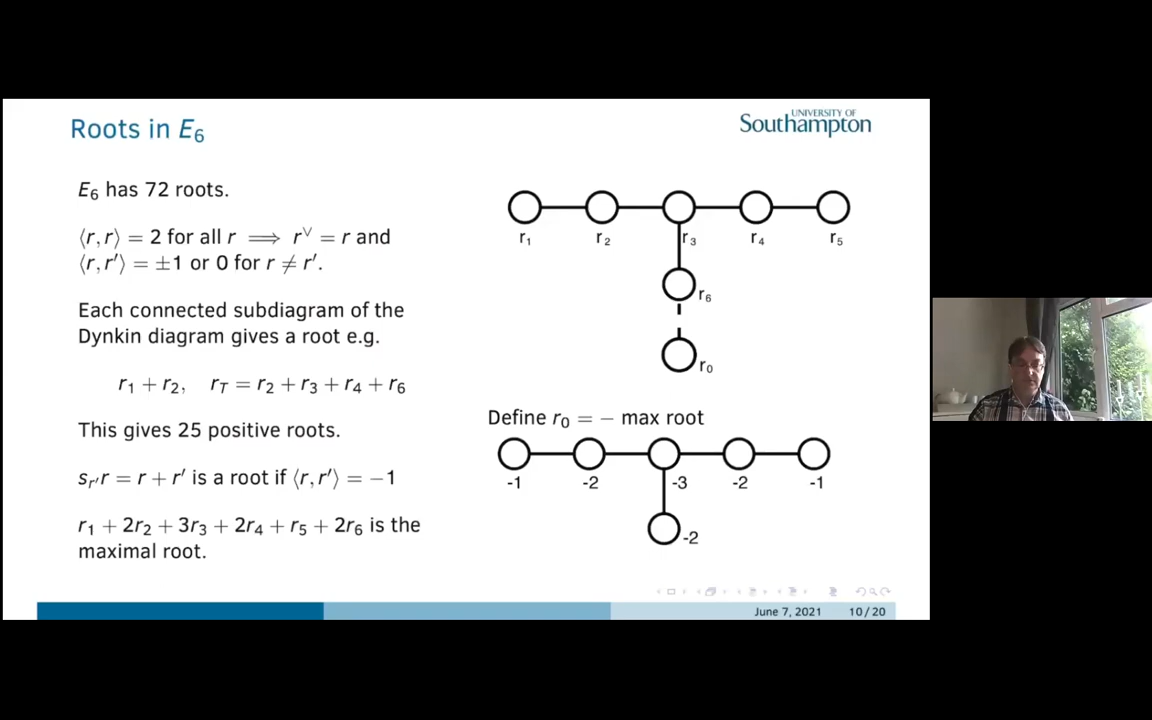 Roots in E₆
UNIVERSITY OF
Southampton
E₆ has 72 roots.
⟨r, r⟩ = 2 for all r ⟹ r^∨ = r and
⟨r, r′⟩ = ±1 or 0 for r ≠ r′.
Each connected subdiagram of the
Dynkin diagram gives a root e.g.
r₁ + r₂, r_T = r₂ + r₃ + r₄ + r₆
This gives 25 positive roots.
s_{r′}r = r + r′ is a root if ⟨r, r′⟩ = −1
r₁ + 2r₂ + 3r₃ + 2r₄ + r₅ + 2r₆ is the
maximal root.
r₁ r₂ r₃ r₄ r₅
r₆
r₀
Define r₀ = − max root
-1 -2 -3 -2 -1
-2
June 7, 2021 10/20